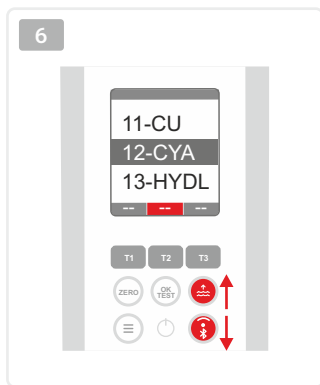 6
11-CU
12-CYA
13-HYDL
-- -- --
T1 T2 T3
ZERO OK TEST